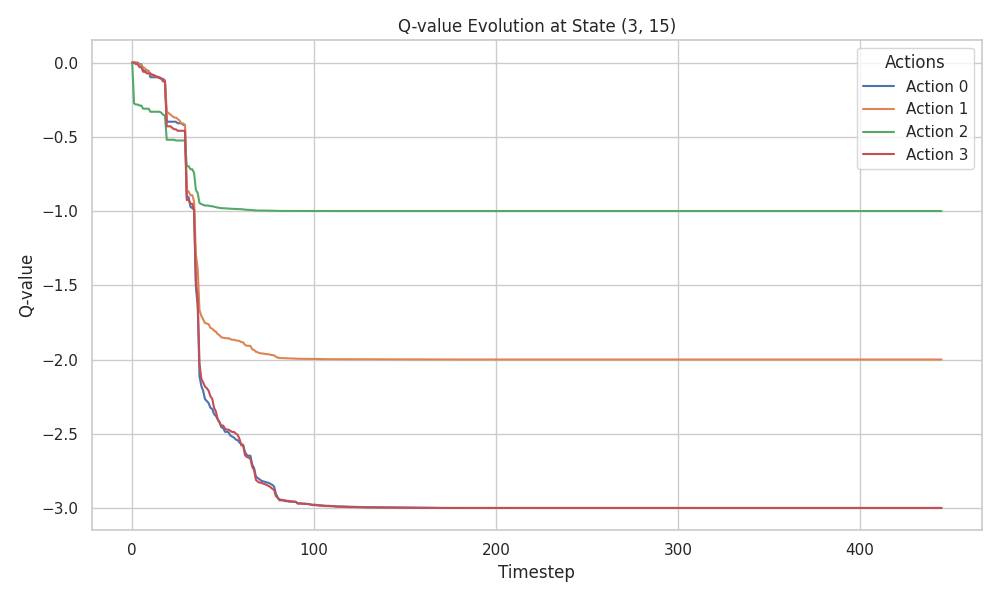 Q-value Evolution at State (3, 15)
Actions
Action 0
Action 1
Action 2
Action 3
Q-value
0.0
−0.5
−1.0
−1.5
−2.0
−2.5
−3.0
0 100 200 300 400
Timestep